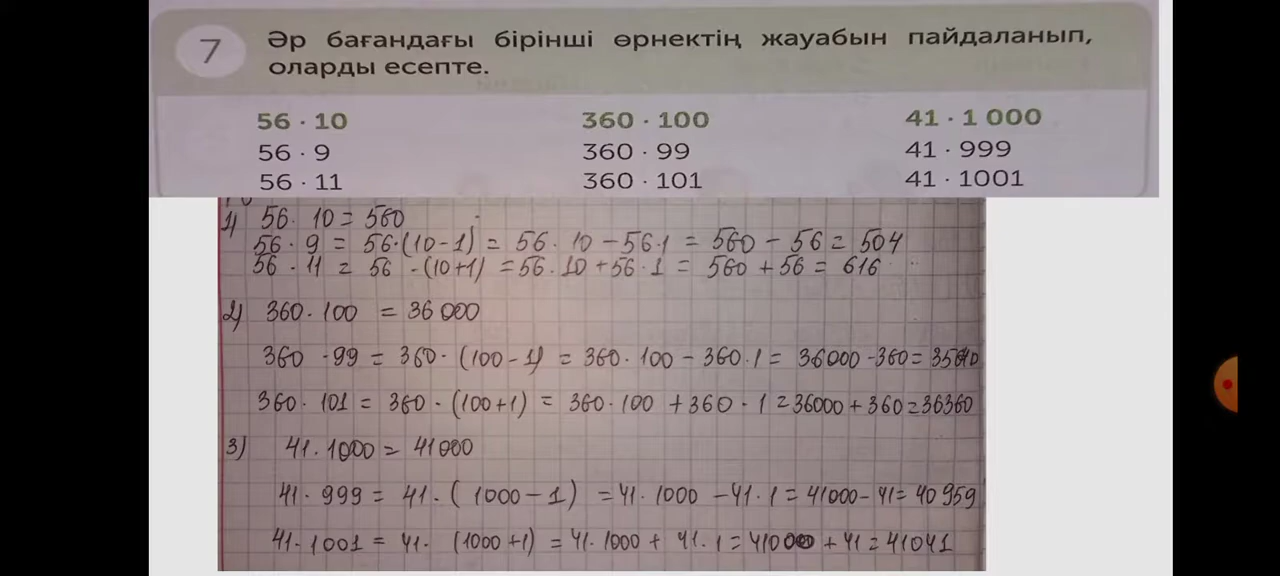 7 Әр бағандағы бірінші өрнектің жауабын пайдаланып,
оларды есепте.
56 · 10 360 · 100 41 · 1 000
56 · 9 360 · 99 41 · 999
56 · 11 360 · 101 41 · 1001
1) 56 · 10 = 560
56 · 9 = 56·(10-1) = 56 · 10 - 56·1 = 560 - 56 = 504
56 · 11 = 56 ·(10+1) = 56 · 10 + 56 · 1 = 560 + 56 = 616
2) 360 · 100 = 36 000
360 · 99 = 360 · (100-1) = 360 · 100 - 360 · 1 = 36000 - 360 =
360 · 101 = 360 · (100+1) = 360 · 100 + 360 · 1 = 36000 + 360 = 36360
3) 41 · 1000 = 41000
41 · 999 = 41 · (1000-1) = 41 · 1000 - 41 · 1 = 41000 - 41 = 40 959
41 · 1001 = 41 · (1000+1) = 41 · 1000 + 41 · 1 = 41000 + 41 = 41041